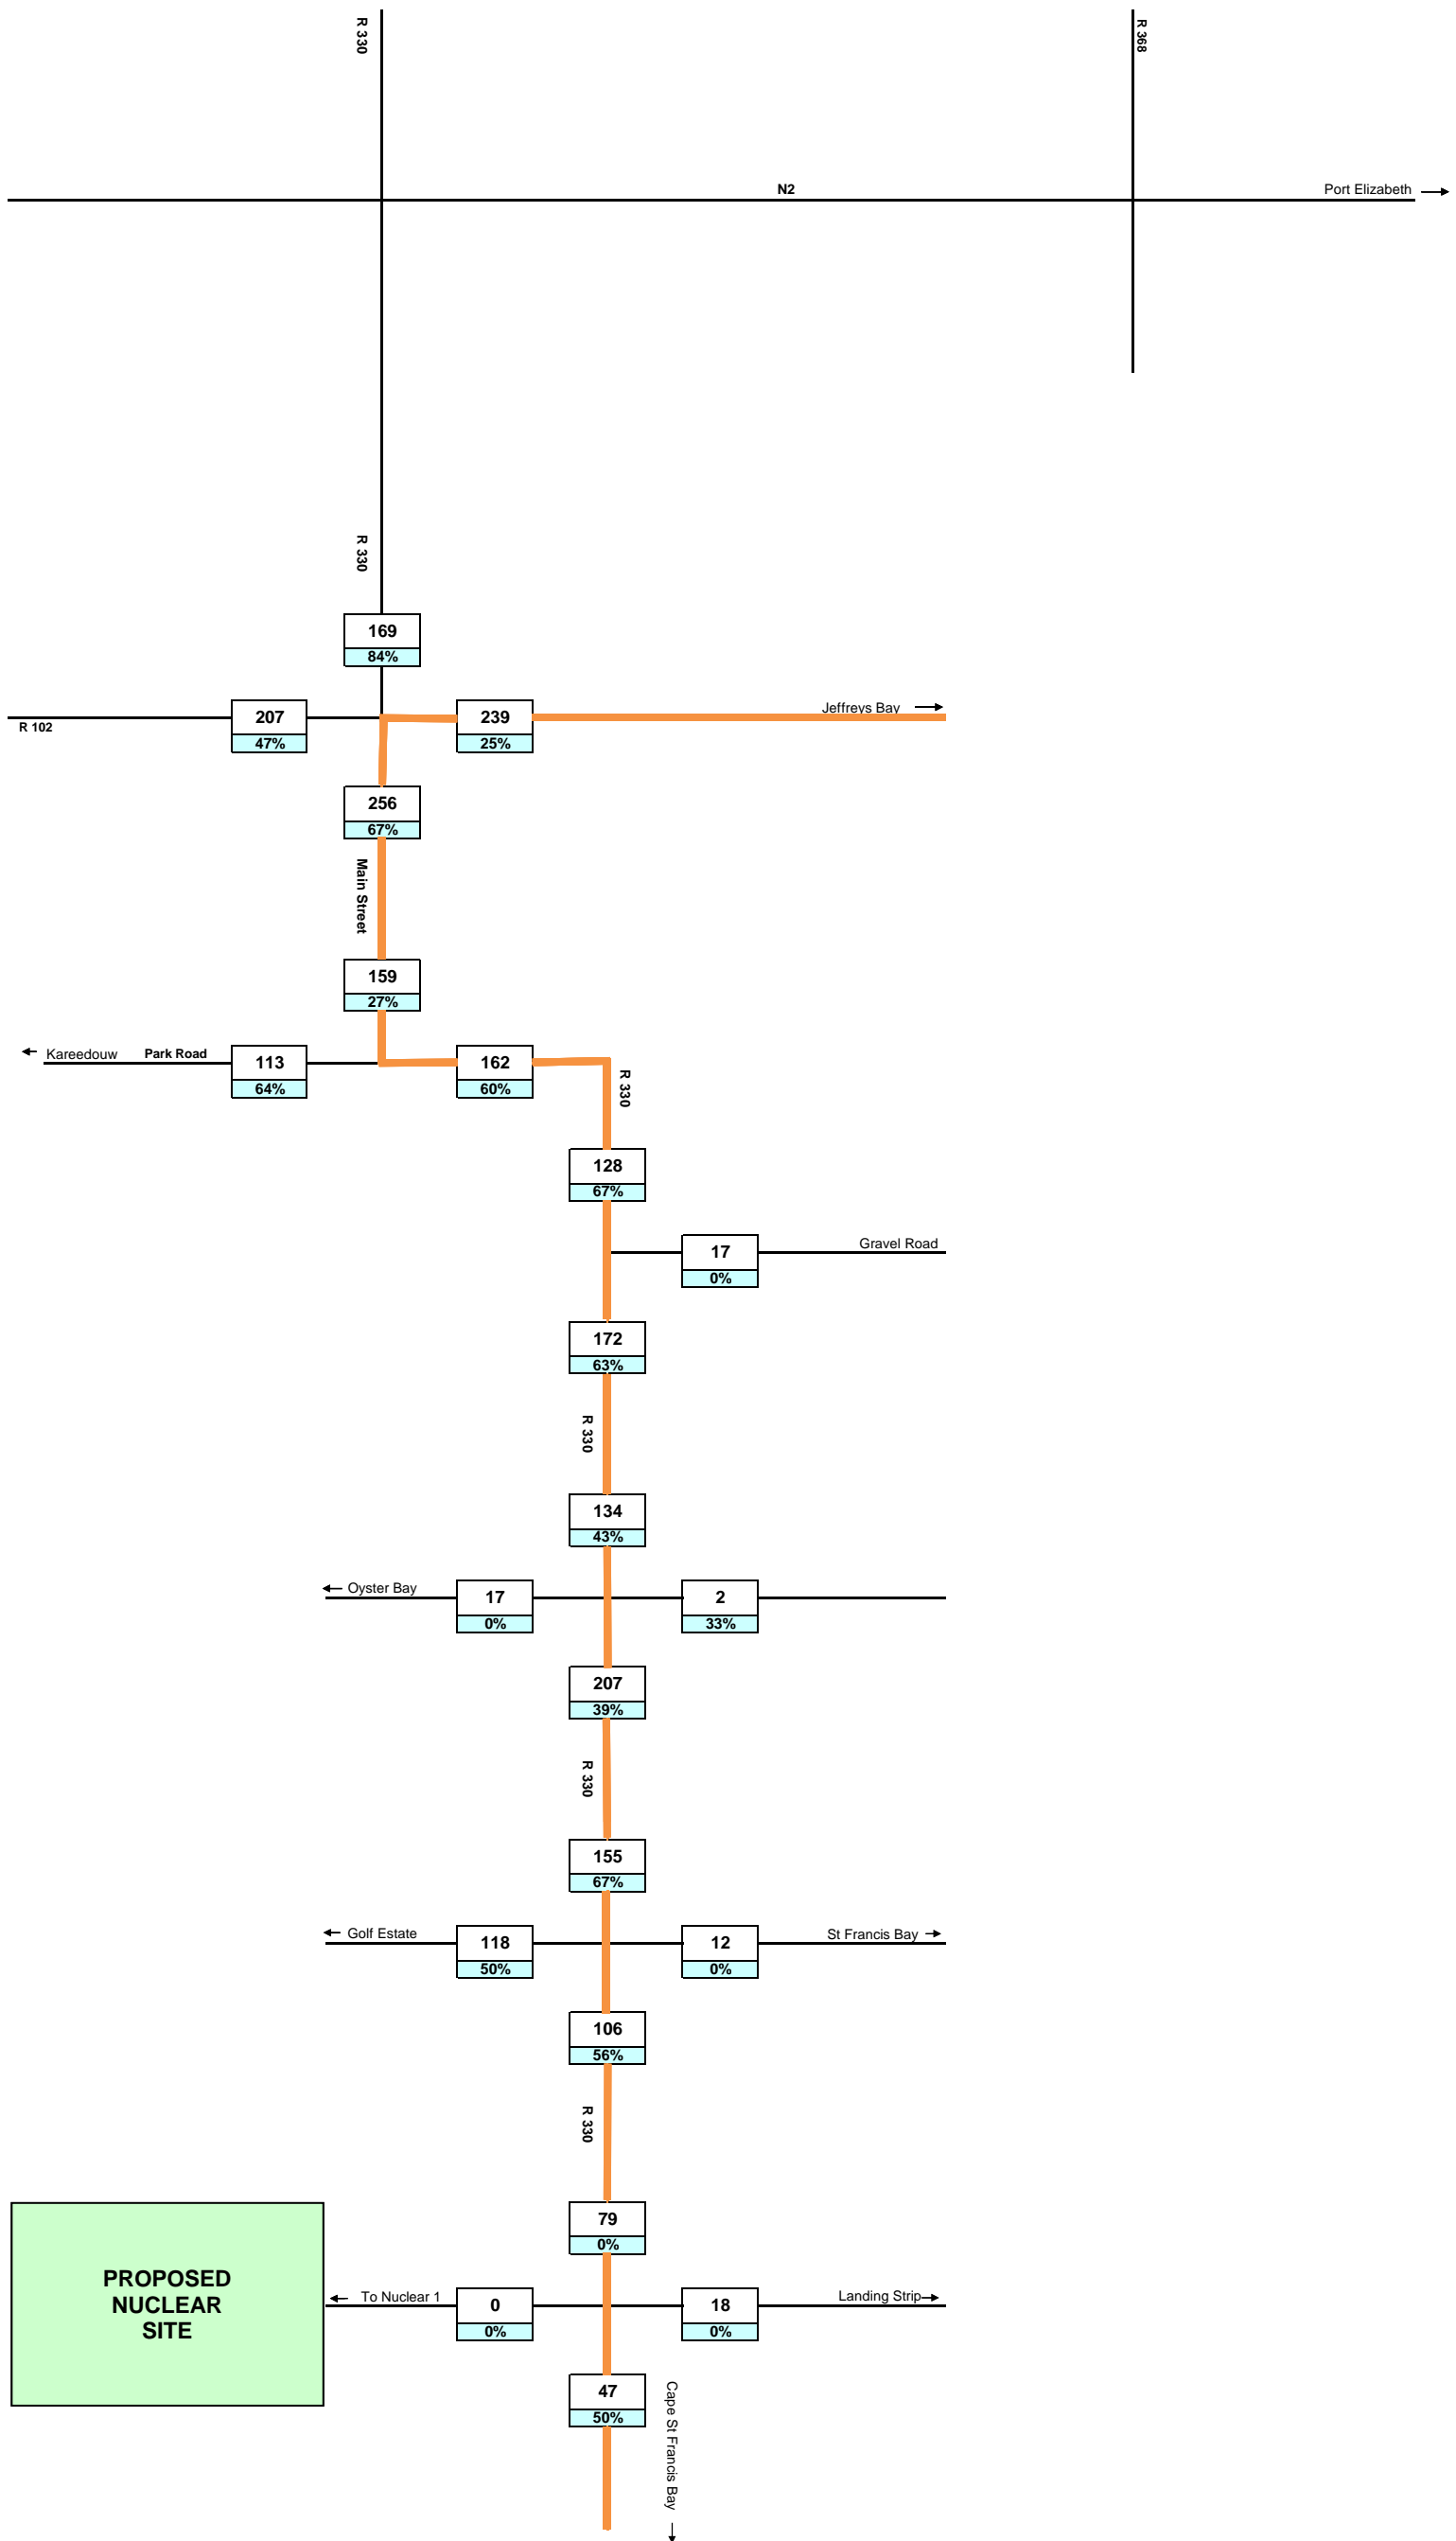 R 330
R 368
N2
Port Elizabeth
R 330
169
84%
207
47%
R 102
239
25%
Jeffreys Bay
256
67%
Main Street
159
27%
Kareedouw
Park Road
113
64%
162
60%
R 330
128
67%
17
0%
Gravel Road
172
63%
R 330
134
43%
Oyster Bay
17
0%
2
33%
207
39%
R 330
155
67%
Golf Estate
118
50%
12
0%
St Francis Bay
106
56%
R 330
79
0%
PROPOSED
NUCLEAR
SITE
To Nuclear 1
0
0%
18
0%
Landing Strip
47
50%
Cape St Francis Bay